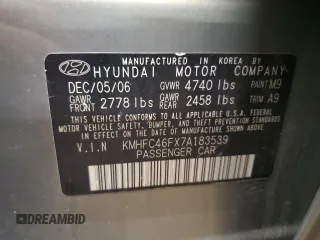 MANUFACTURED IN KOREA BY
HYUNDAI MOTOR COMPANY
DEC/05/06 GVWR 4740 lbs PAINT M9
GAWR FRONT 2778 lbs GAWR REAR 2458 lbs TRIM A9
THIS VEHICLE CONFORMS TO ALL APPLICABLE U.S.A. FEDERAL
MOTOR VEHICLE SAFETY, BUMPER, AND THEFT PREVENTION
STANDARDS IN EFFECT ON THE DATE OF MANUFACTURE SHOWN ABOVE.
V.I.N KMHFC46FX7A183539
PASSENGER CAR
DREAMBID